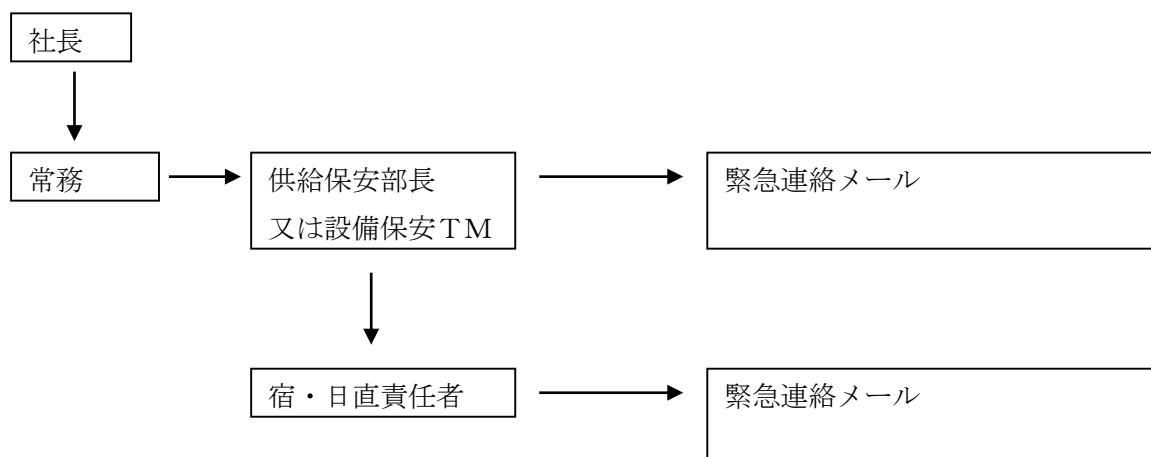 社長
常務
供給保安部長
又は設備保安ＴＭ
緊急連絡メール
宿・日直責任者
緊急連絡メール